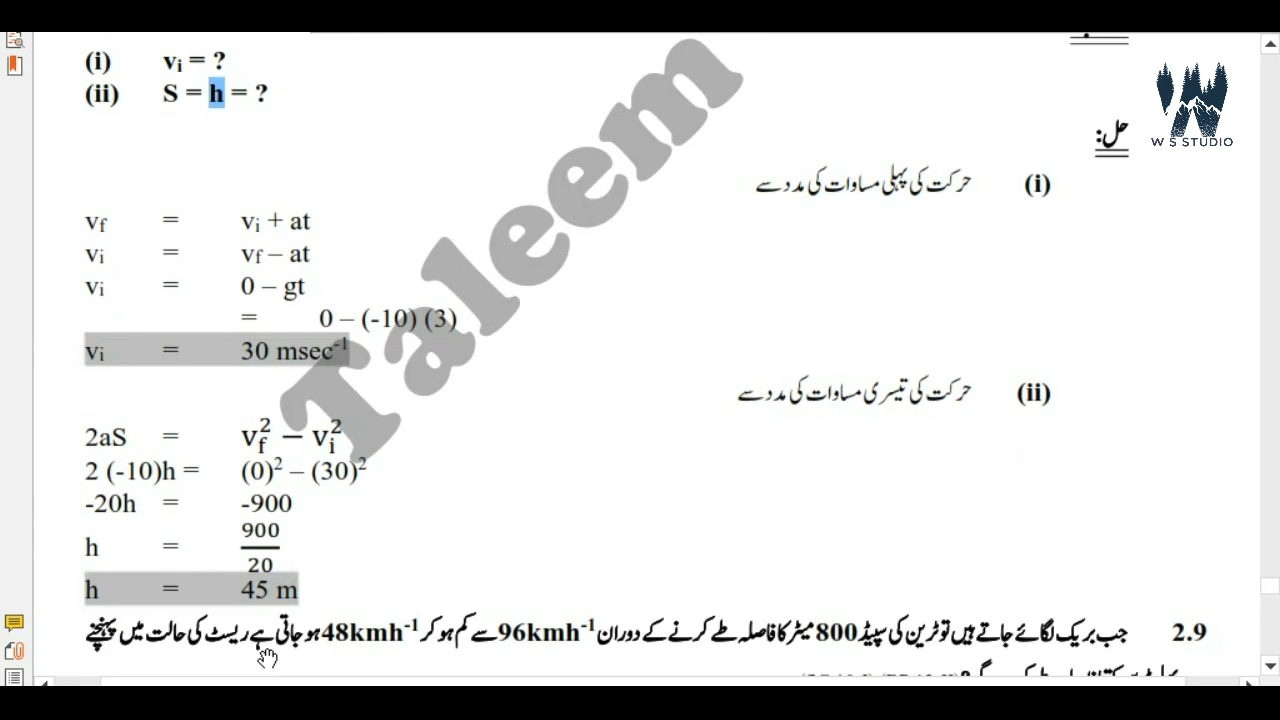 (i) vᵢ = ?
(ii) S = h = ?
W S STUDIO
حل:
(i) حرکت کی پہلی مساوات کی مدد سے
v_f = vᵢ + at
vᵢ = v_f – at
vᵢ = 0 – gt
= 0 – (-10) (3)
vᵢ = 30 msec⁻¹
(ii) حرکت کی تیسری مساوات کی مدد سے
2aS = v_f² − vᵢ²
2 (-10)h = (0)² – (30)²
-20h = -900
h = 900/20
h = 45 m
2.9 جب بریک لگائے جاتے ہیں تو ٹرین کی سپیڈ 800 میٹر کا فاصلہ طے کرنے کے دوران 96kmh⁻¹ سے کم ہو کر 48kmh⁻¹ ہو جاتی ہے ریسٹ کی حالت میں پہنچنے
Taleem